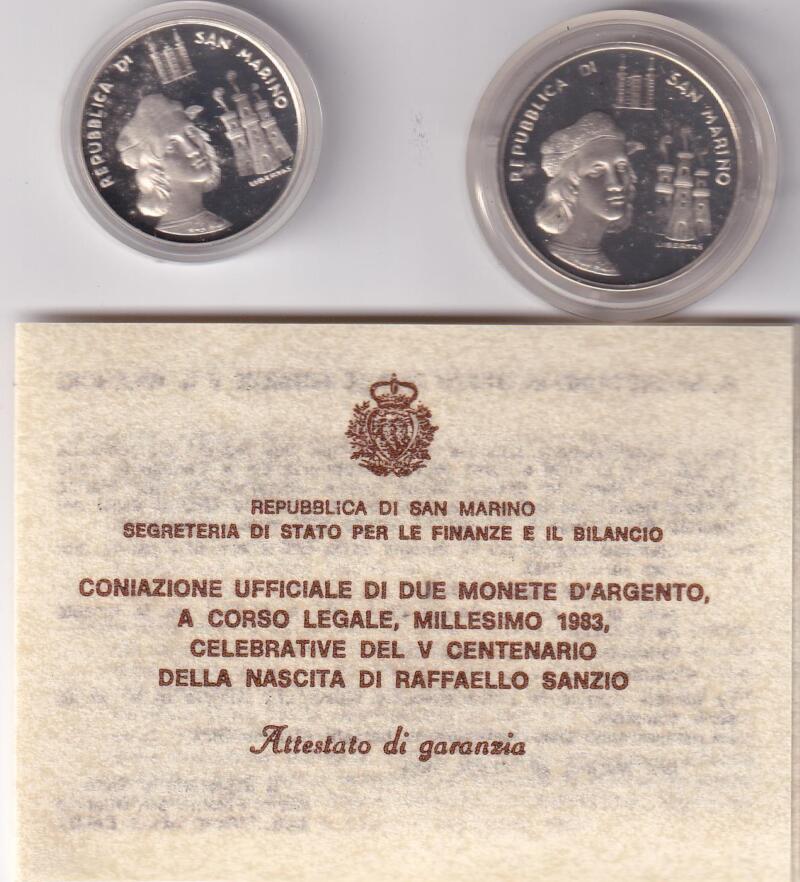 REPUBBLICA DI SAN MARINO
LIBERTAS
REPUBBLICA DI SAN MARINO
LIBERTAS
REPUBBLICA DI SAN MARINO
SEGRETERIA DI STATO PER LE FINANZE E IL BILANCIO
CONIAZIONE UFFICIALE DI DUE MONETE D'ARGENTO,
A CORSO LEGALE, MILLESIMO 1983,
CELEBRATIVE DEL V CENTENARIO
DELLA NASCITA DI RAFFAELLO SANZIO
Attestato di garanzia